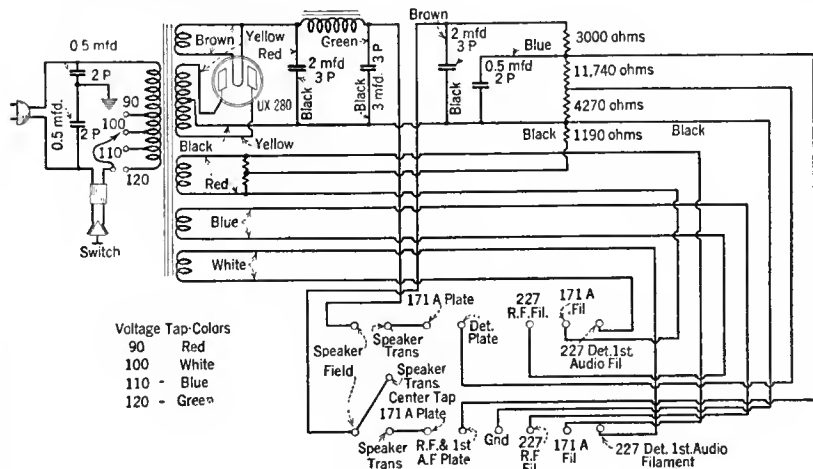 0.5 mfd
2 P
0.5 mfd.
2 P
90
100
110
120
Switch
Brown
Yellow
Red
UX 280
Black
Yellow
Red
Blue
White
2 mfd
3 P
Black
Green
3 P
Black
3 mfd.
Brown
2 mfd
3 P
Black
0.5 mfd
2 P
Blue
3000 ohms
11,740 ohms
4270 ohms
1190 ohms
Black
Black
Voltage Tap-Colors
90 Red
100 White
110 - Blue
120 - Green
Speaker
Field
Speaker
Trans
171 A Plate
Det.
Plate
227
R.F.Fil.
171 A
Fil
227 Det.1st.
Audio Fil
Speaker
Trans.
Center Tap
171 A Plate
Speaker
Trans
R.F.& 1st
A.F Plate
Gnd
227
R.F
Fil
171 A
Fil
227 Det. 1st.Audio
Filament